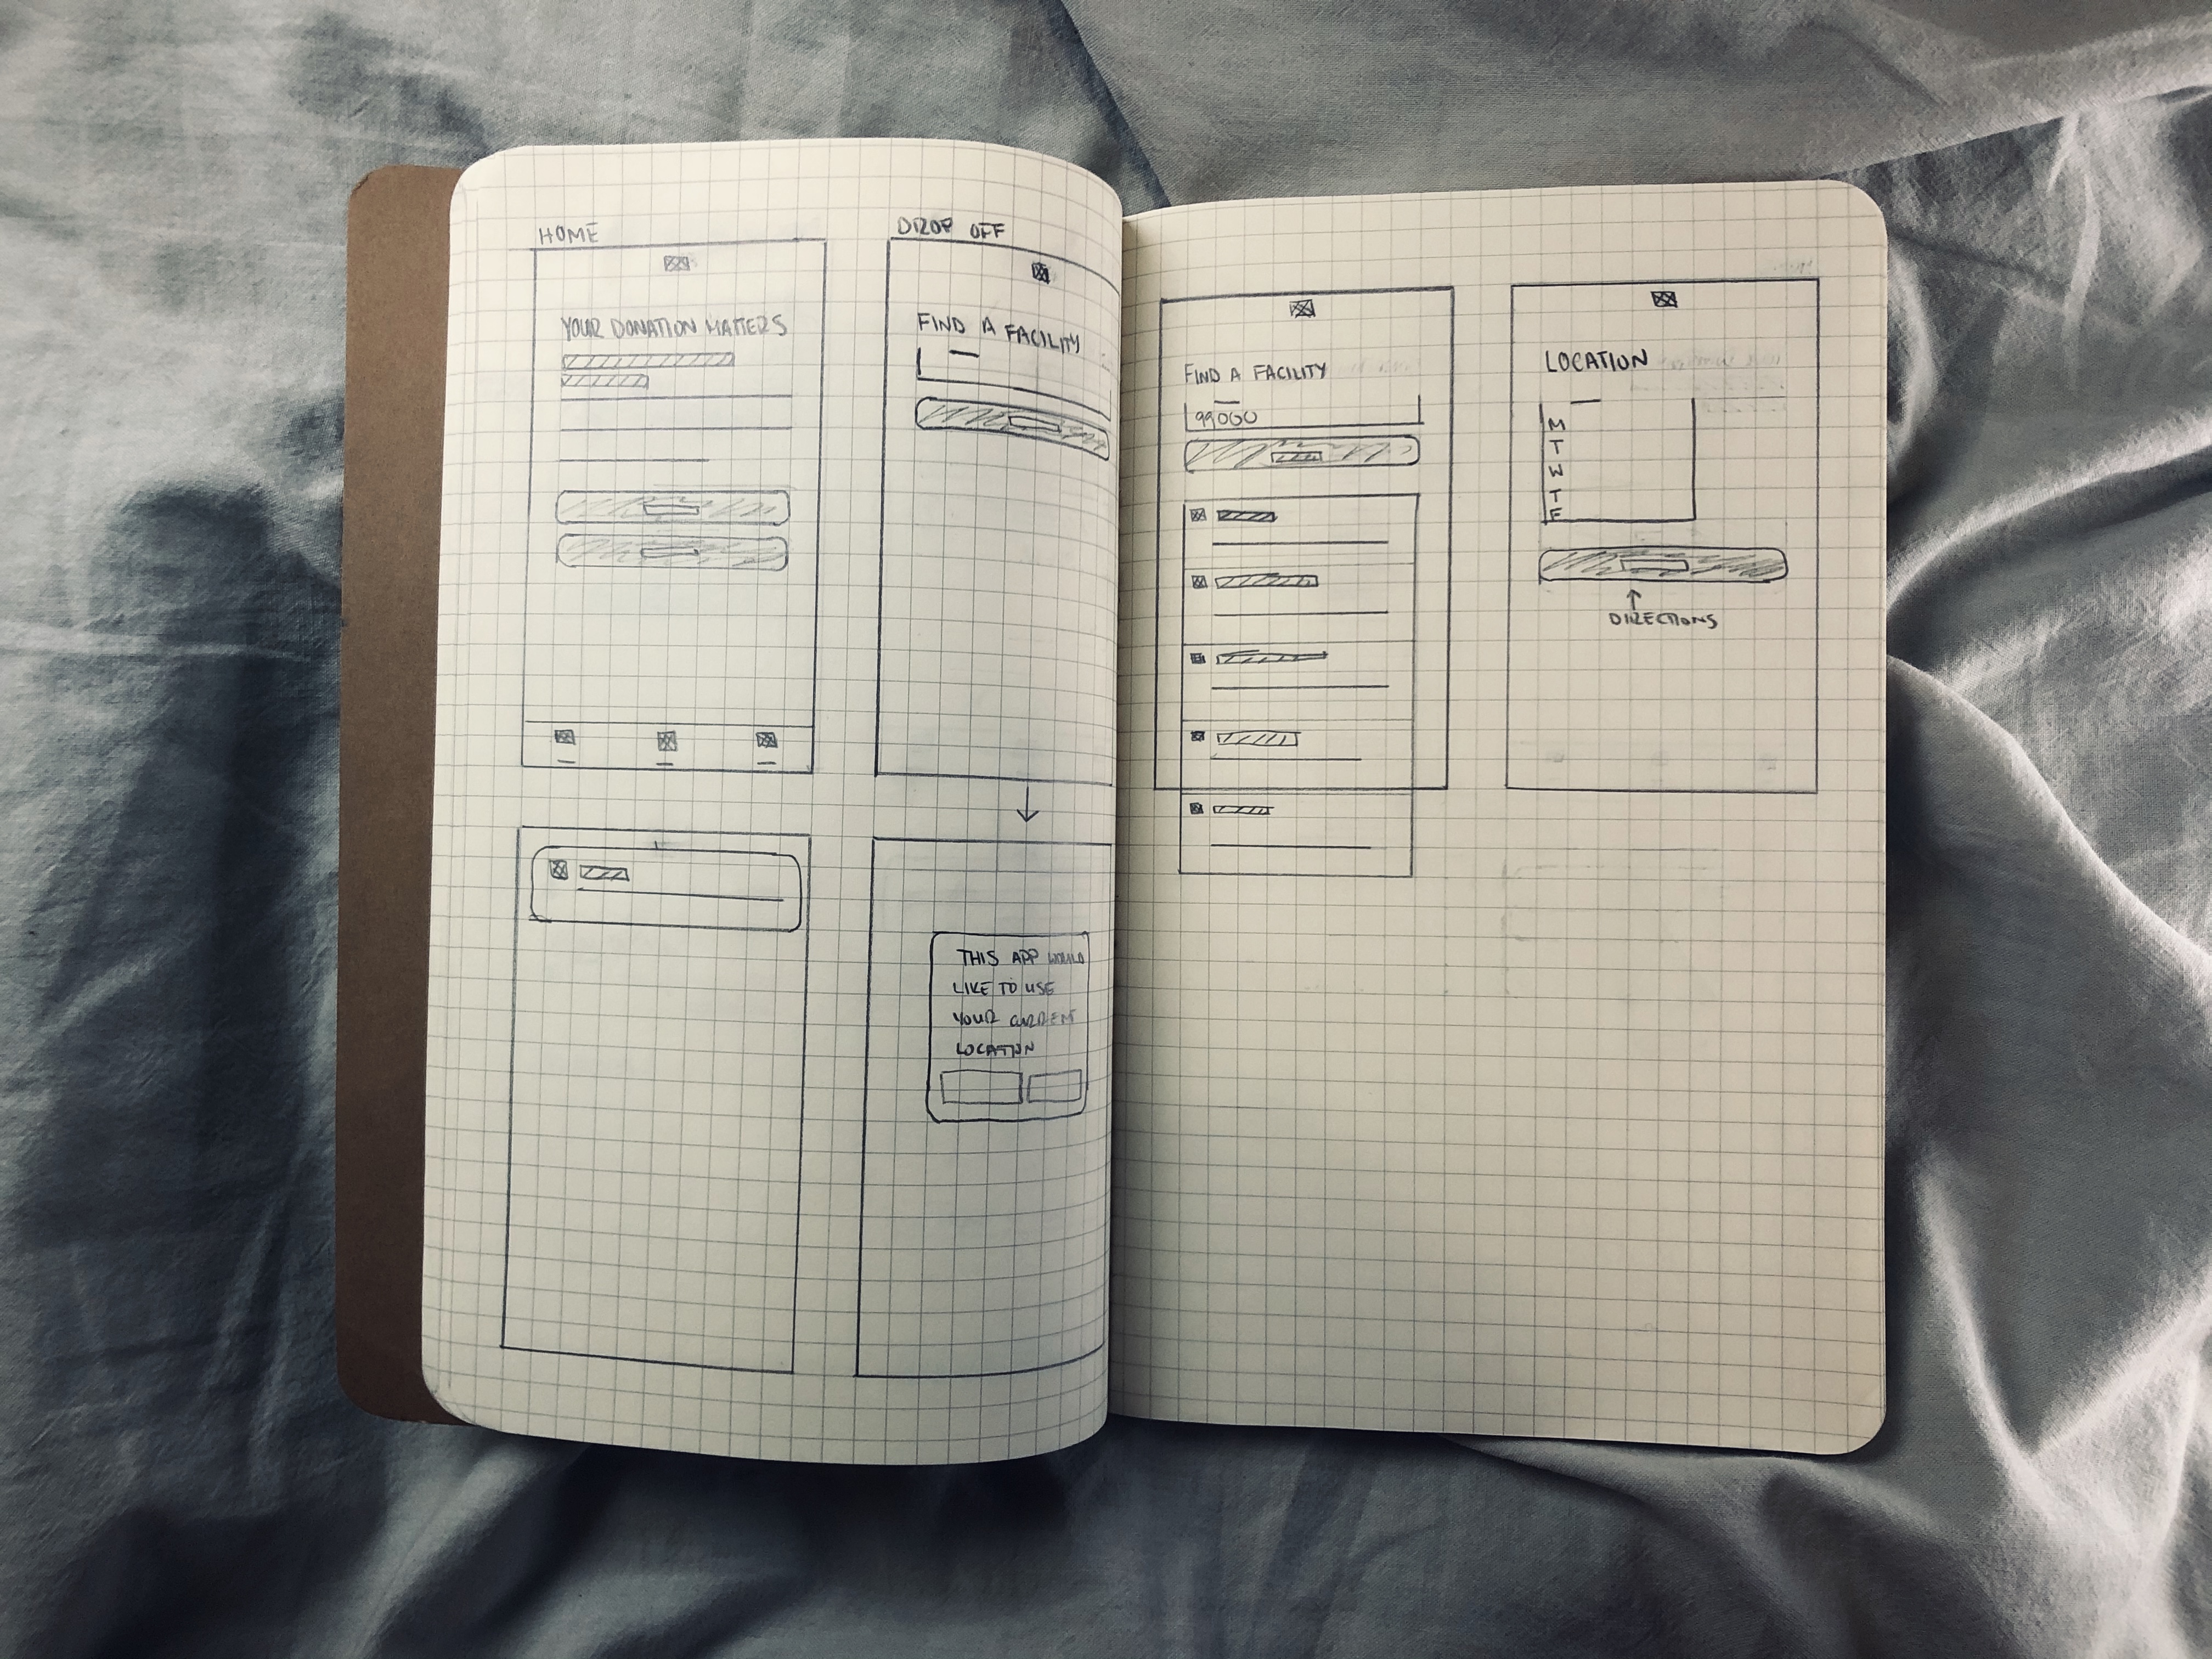 HOME
YOUR DONATION MATTERS
DROP OFF
FIND A FACILITY
THIS APP WOULD
LIKE TO USE
YOUR CURRENT
LOCATION
FIND A FACILITY
99000
LOCATION
M
T
W
T
F
DIRECTIONS